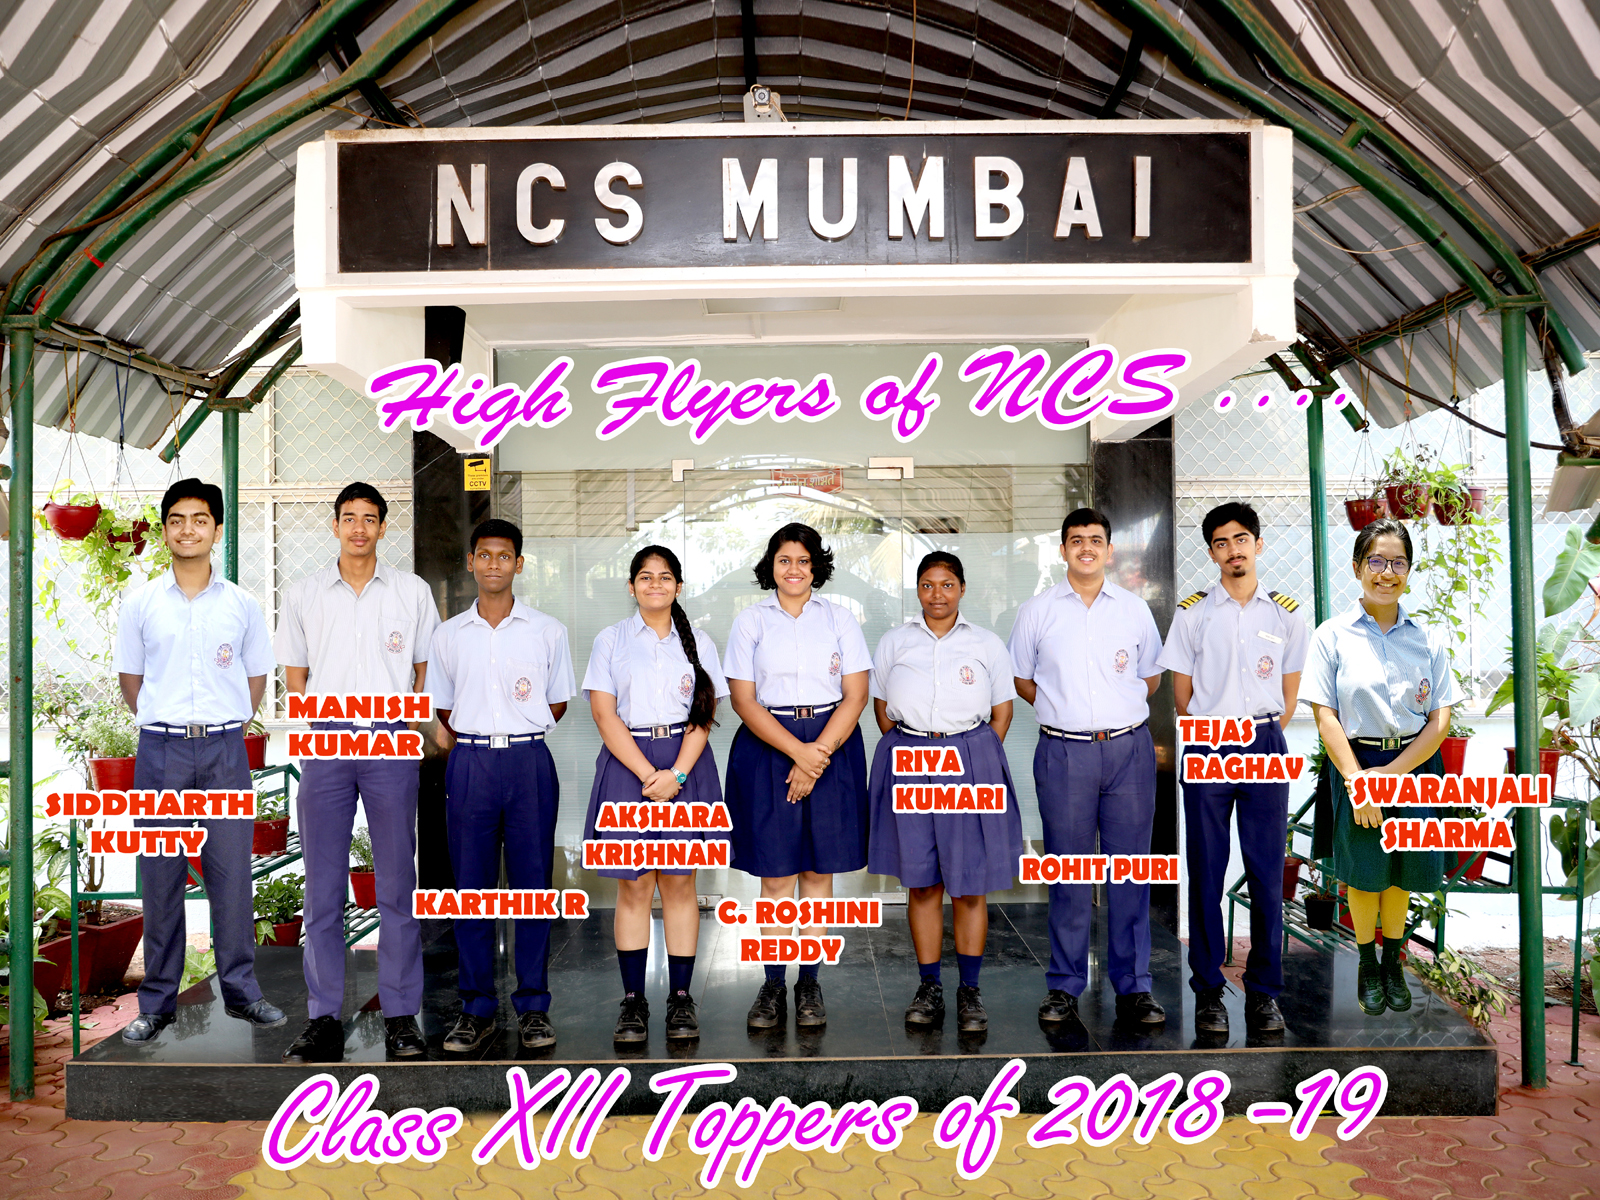 NCS MUMBAI
High Flyers of NCS ....
CCTV
MANISH
KUMAR
SIDDHARTH
KUTTY
KARTHIK R
AKSHARA
KRISHNAN
C. ROSHINI
REDDY
RIYA
KUMARI
ROHIT PURI
TEJAS
RAGHAV
SWARANJALI
SHARMA
Class XII Toppers of 2018 -19